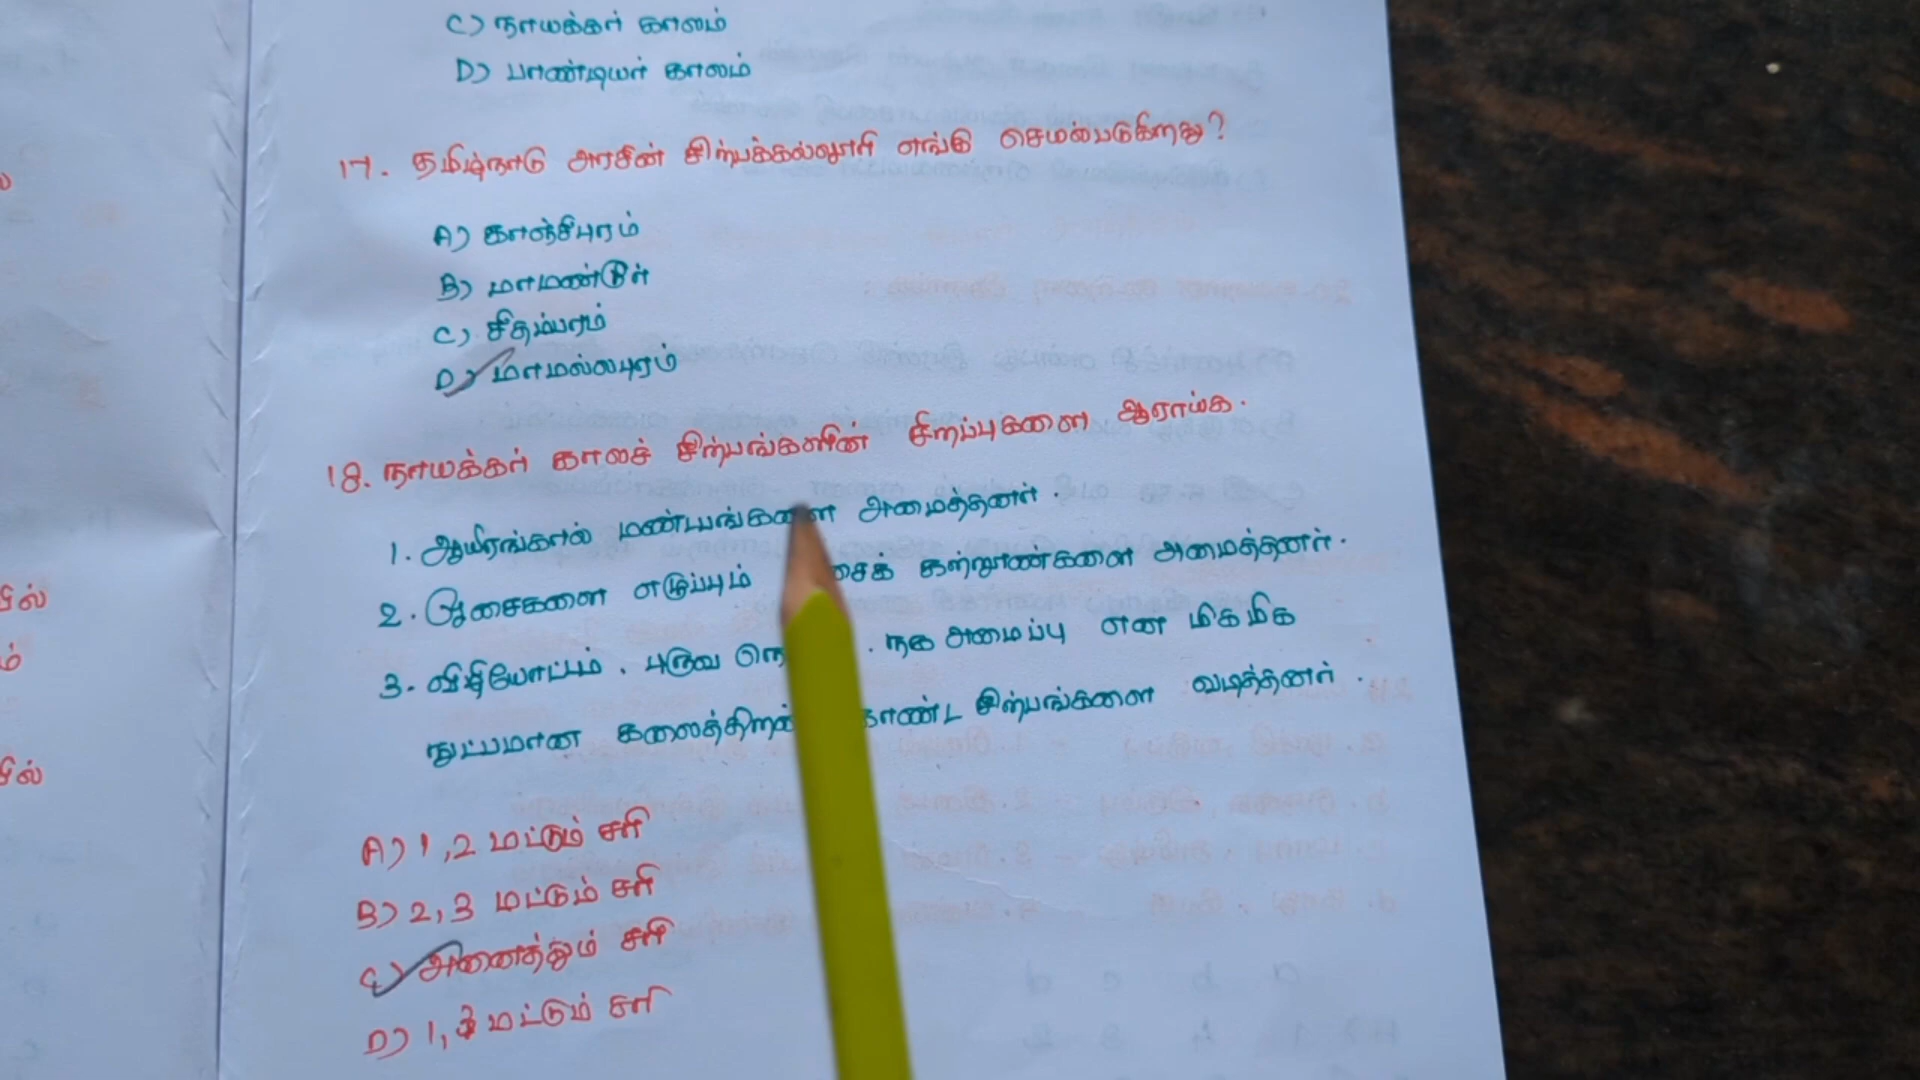 C) நாயக்கர் காலம்
D) பாண்டியர் காலம்
17. தமிழ்நாடு அரசின் சிற்பக்கல்லூரி எங்கு செயல்படுகிறது?
A) காஞ்சிபுரம்
B) மாமண்டூர்
C) சிதம்பரம்
D) மாமல்லபுரம்
18. நாயக்கர் காலச் சிற்பங்களின் சிறப்புகளை ஆராய்க.
1. ஆயிரங்கால் மண்டபங்களை அமைத்தனர்.
2. இசைகளை எழுப்பும் கற்றூண்களை அமைத்தனர்.
3. விழியோட்டம், புருவ நக அமைப்பு என மிக மிக
நுட்பமான கலைத்திறன் சிற்பங்களை வடித்தனர்.
A) 1,2 மட்டும் சரி
B) 2,3 மட்டும் சரி
C) அனைத்தும் சரி
D) 1,3 மட்டும் சரி